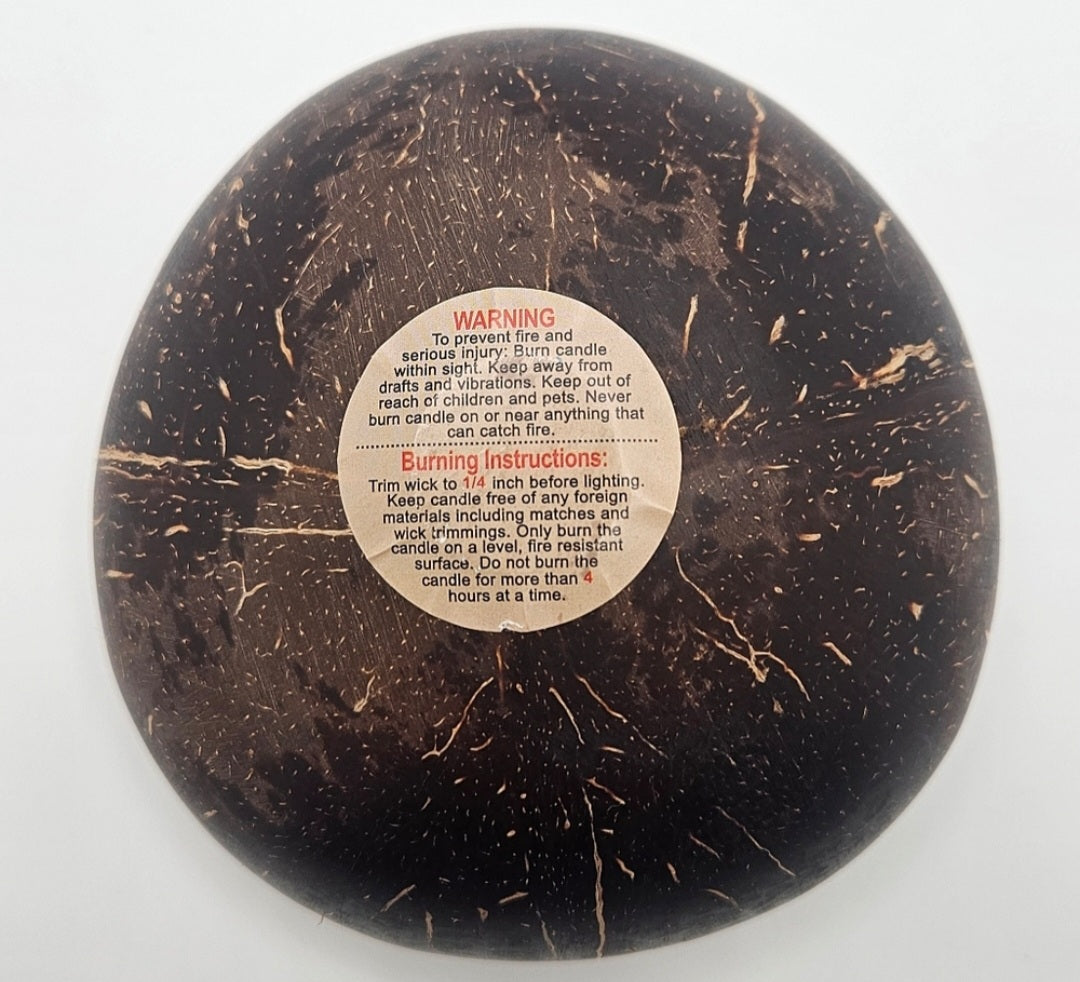 WARNING
To prevent fire and
serious injury: Burn candle
within sight. Keep away from
drafts and vibrations. Keep out of
reach of children and pets. Never
burn candle on or near anything that
can catch fire.
Burning Instructions:
Trim wick to 1/4 inch before lighting.
Keep candle free of any foreign
materials including matches and
wick trimmings. Only burn the
candle on a level, fire resistant
surface. Do not burn the
candle for more than 4
hours at a time.